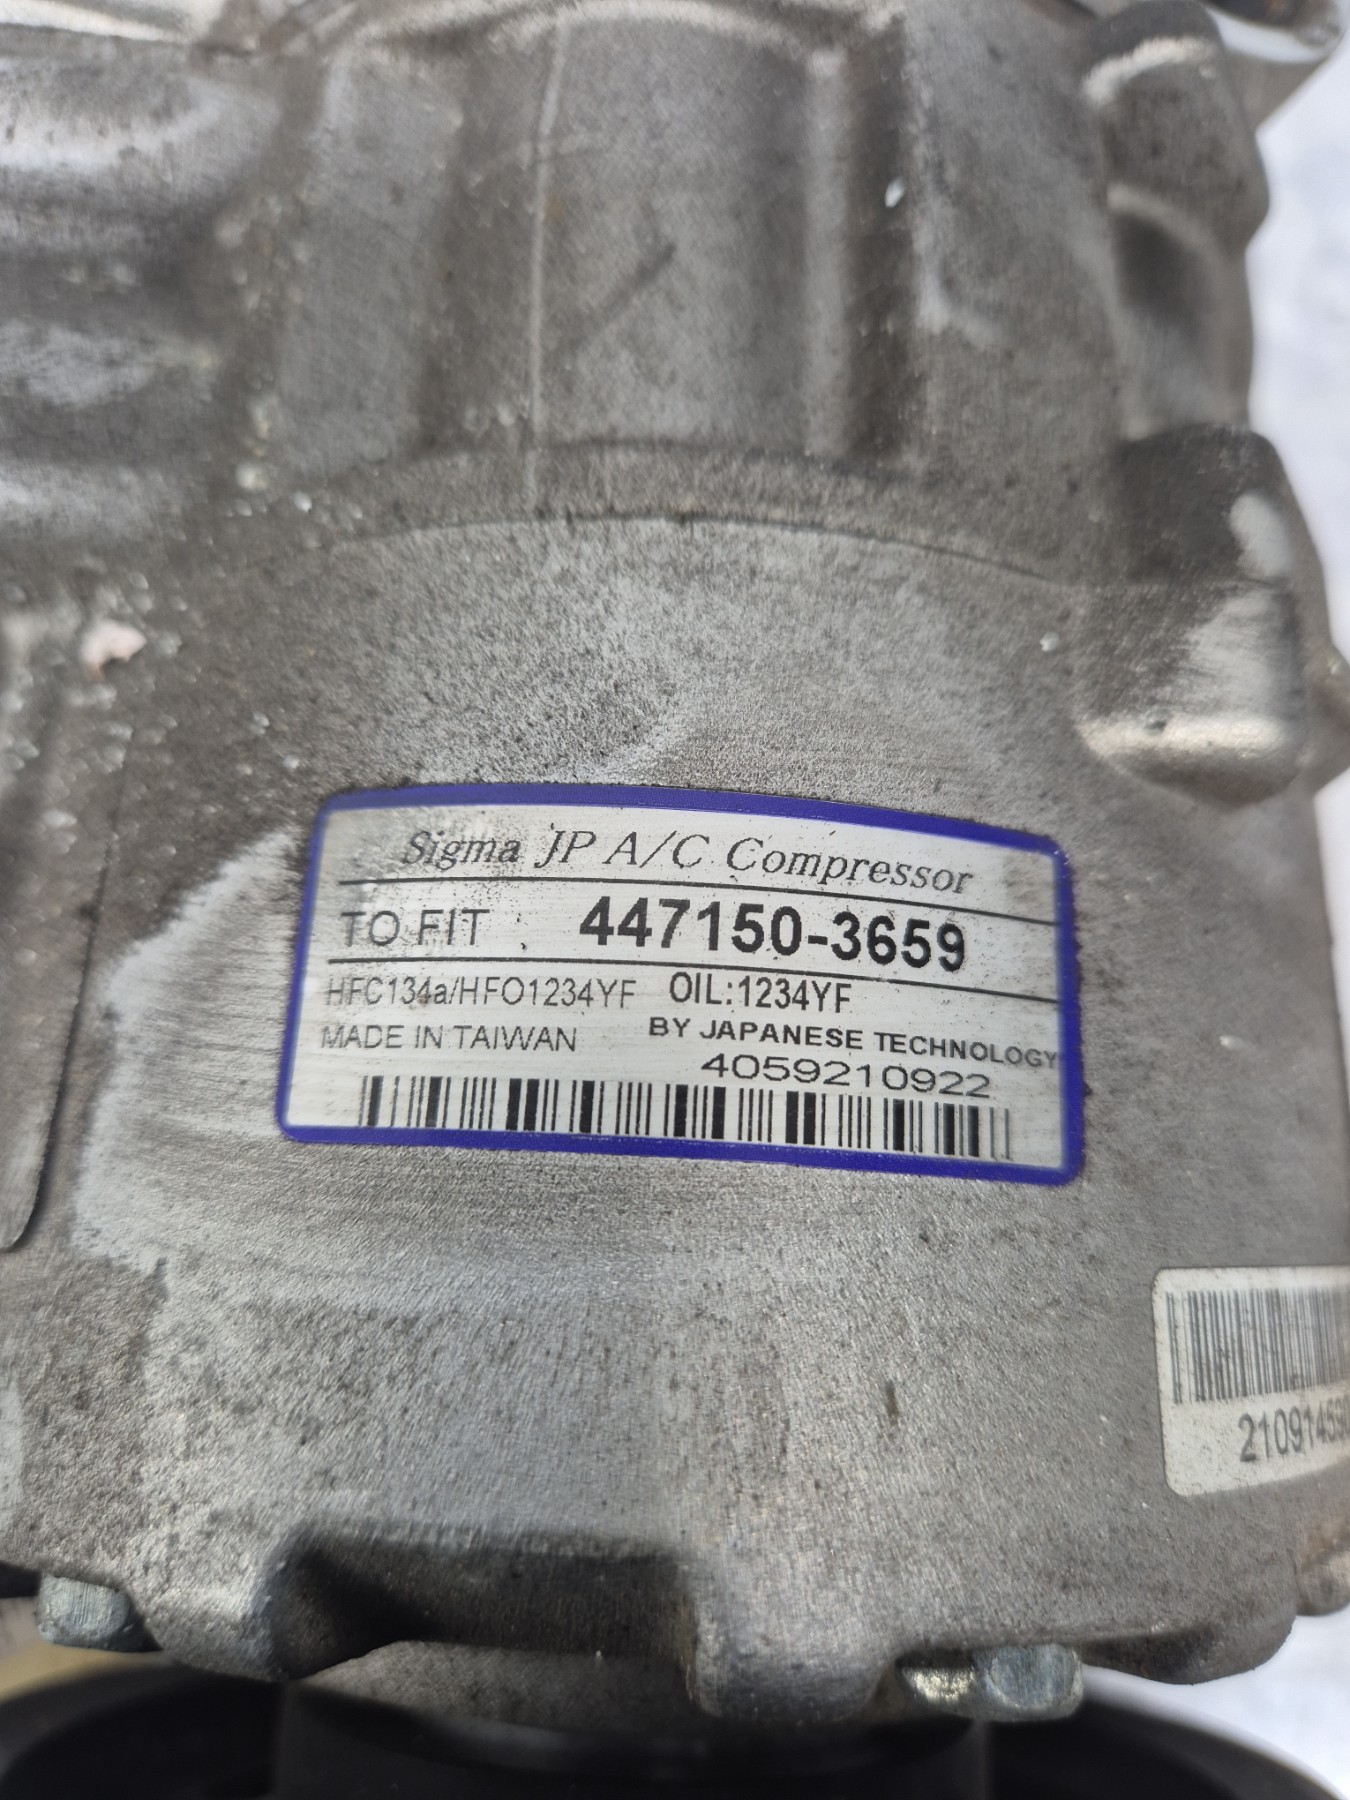 Sigma JP A/C Compressor
TO FIT 447150-3659
HFC134a/HFO1234YF OIL:1234YF
MADE IN TAIWAN BY JAPANESE TECHNOLOGY
4059210922